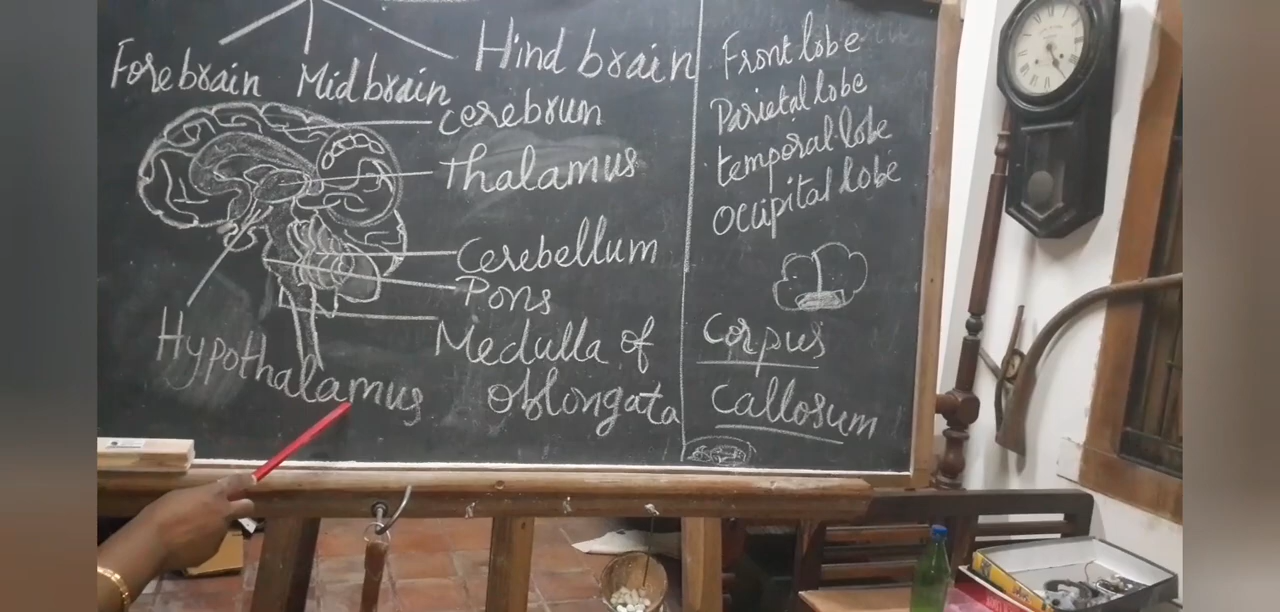 Forebrain Midbrain Hind brain
cerebrun
Thalamus
Cerebellum
Pons
Medulla of
oblongata
Hypothalamus
Front lobe
Parietal lobe
temporal lobe
Occipital lobe
Corpus
Callosum